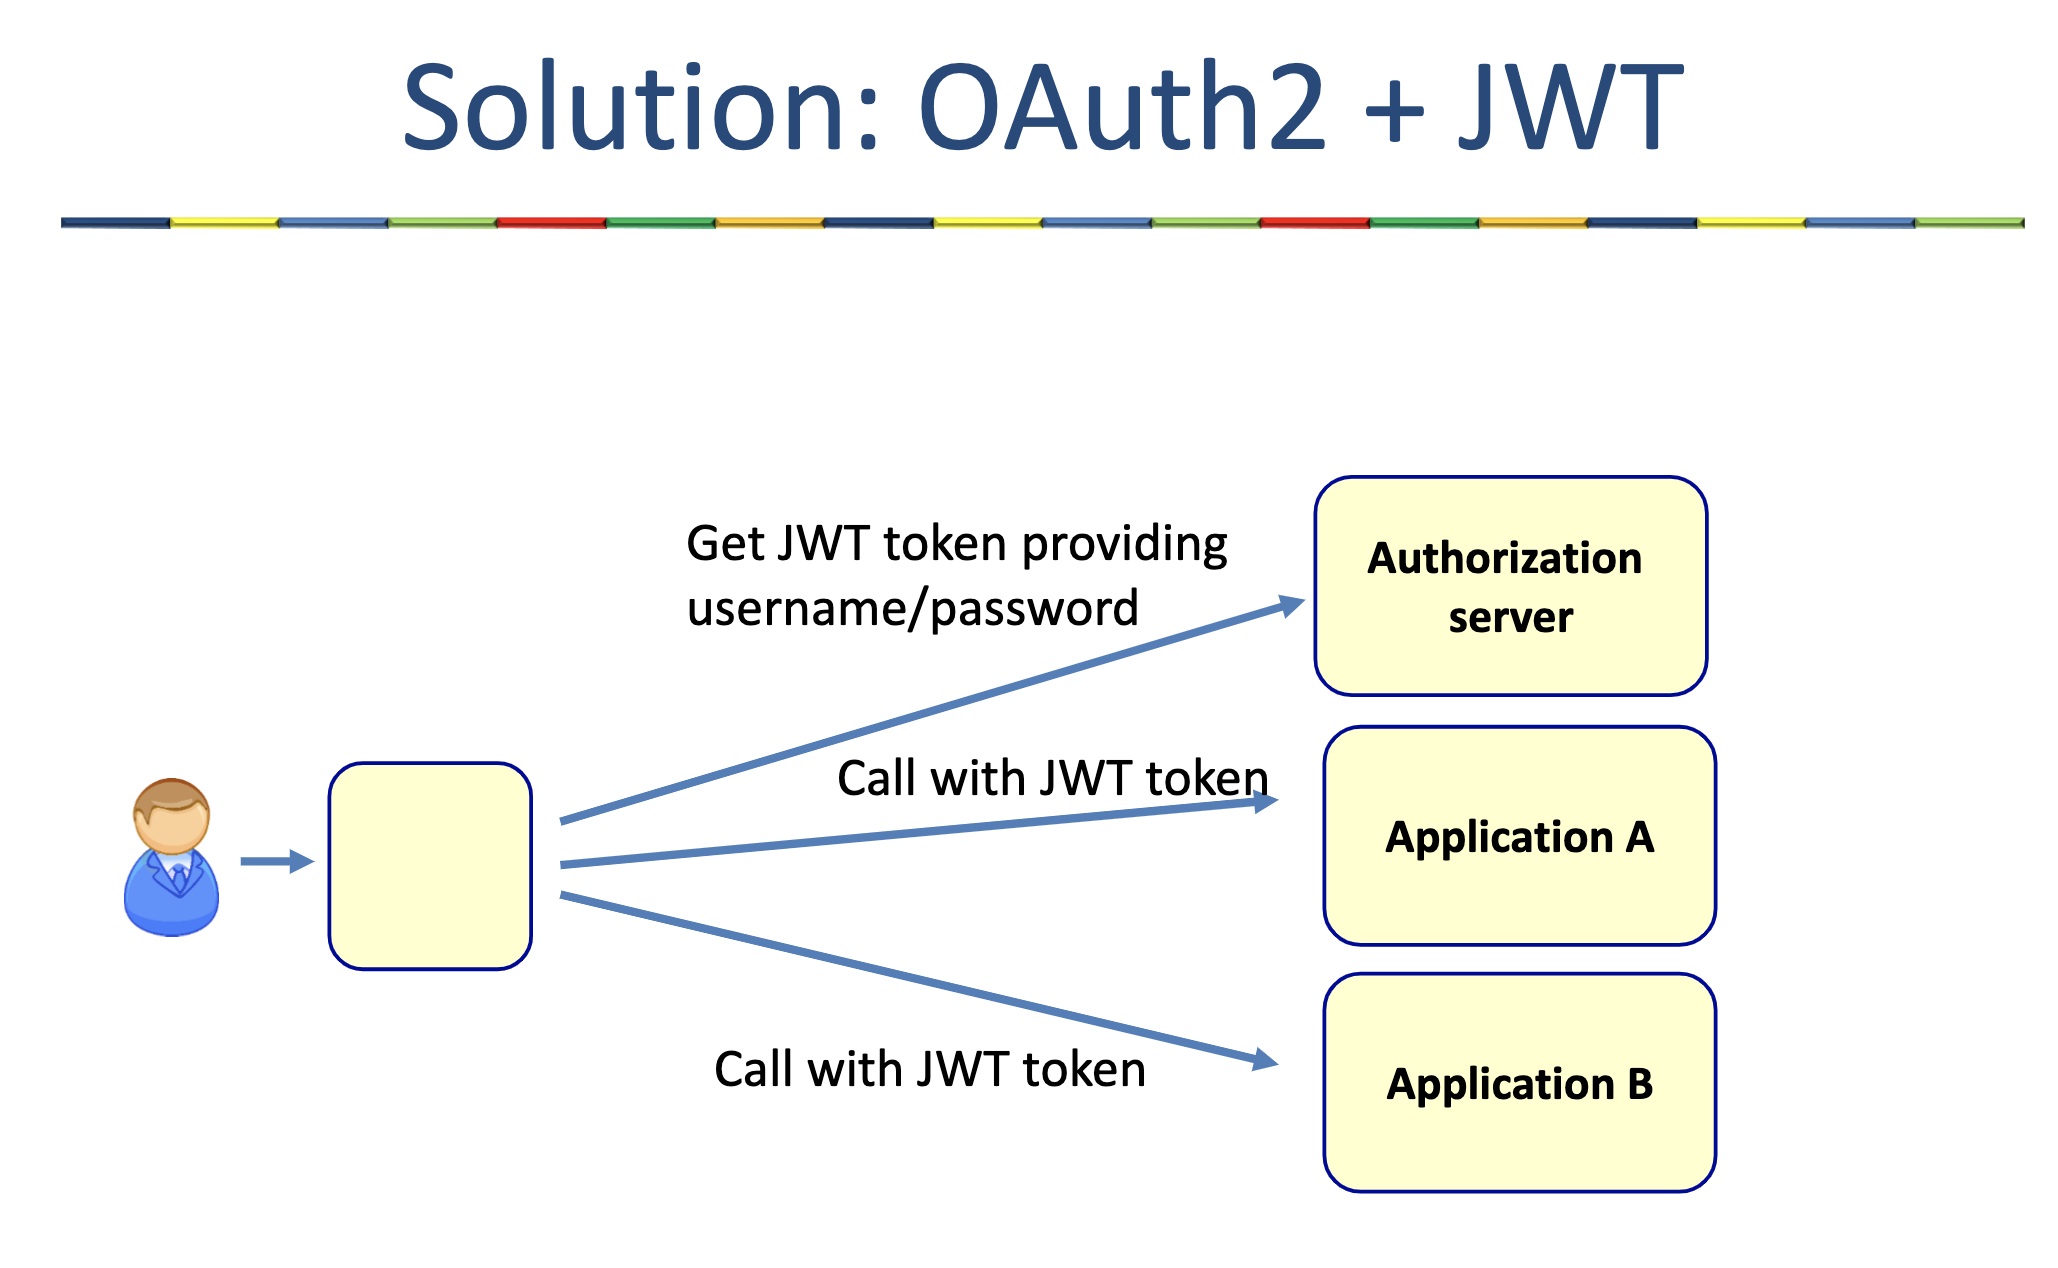 Solution: OAuth2 + JWT
Get JWT token providing
username/password
Authorization
server
Call with JWT token
Application A
Call with JWT token
Application B